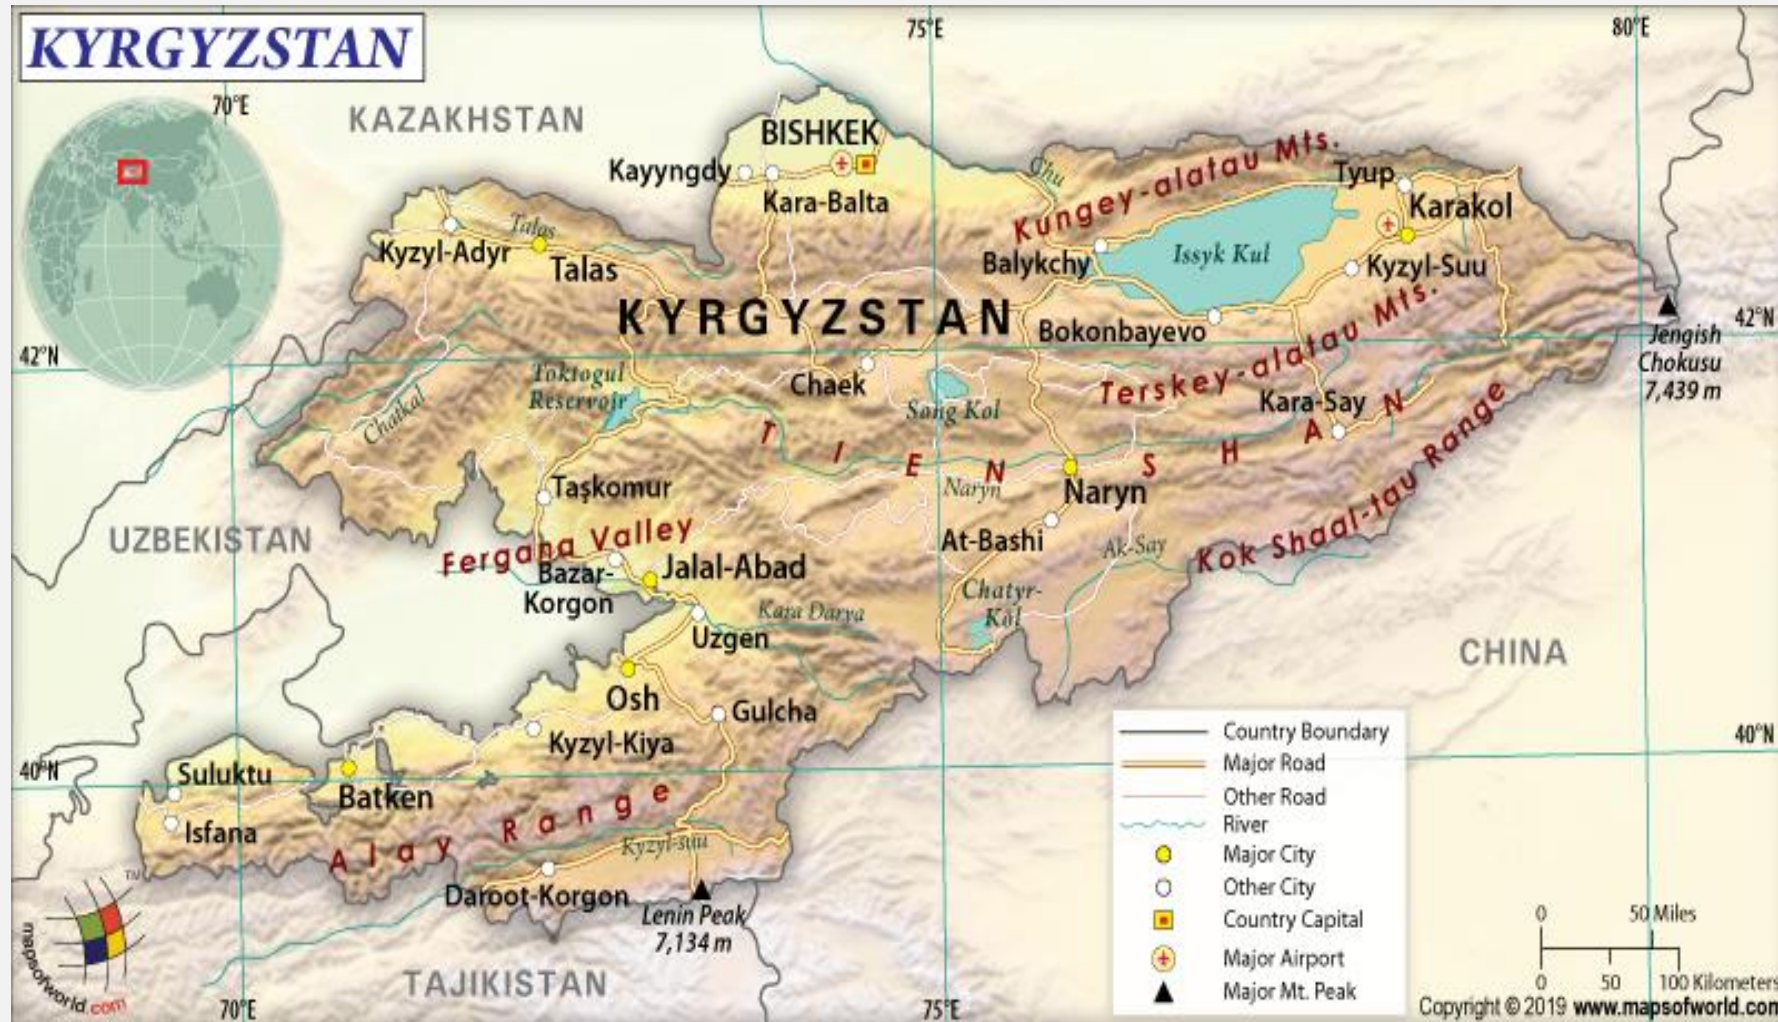 KYRGYZSTAN
75°E
80°E
70°E
KAZAKHSTAN
BISHKEK
Kayyngdy
Kara-Balta
Chu
Kungey-alatau Mts.
Tyup
Karakol
Talas
Kyzyl-Adyr
Talas
Balykchy
Issyk Kul
Kyzyl-Suu
KYRGYZSTAN
Bokonbayevo
Terskey-alatau Mts.
42°N
Jengish
Chokusu
7,439 m
42°N
Toktogul
Reservojr
Chaek
Song Kol
Kara-Say
Chatkal
TIEN SHAN
Taşkomur
Naryn
Naryn
Kok Shaal-tau Range
UZBEKISTAN
Fergana Valley
At-Bashi
Ak-Say
Bazar-
Korgon
Jalal-Abad
Chatyr-
Köl
Kara Darya
Uzgen
CHINA
Osh
Gulcha
Kyzyl-Kiya
40°N
40°N
Suluktu
Batken
Isfana
Alay Range
Kyzyl-suu
Daroot-Korgon
Lenin Peak
7,134 m
TAJIKISTAN
Country Boundary
Major Road
Other Road
River
Major City
Other City
Country Capital
Major Airport
Major Mt. Peak
0 50 Miles
0 50 100 Kilometers
TM
mapsofworld.com
70°E
75°E
Copyright © 2019 www.mapsofworld.com